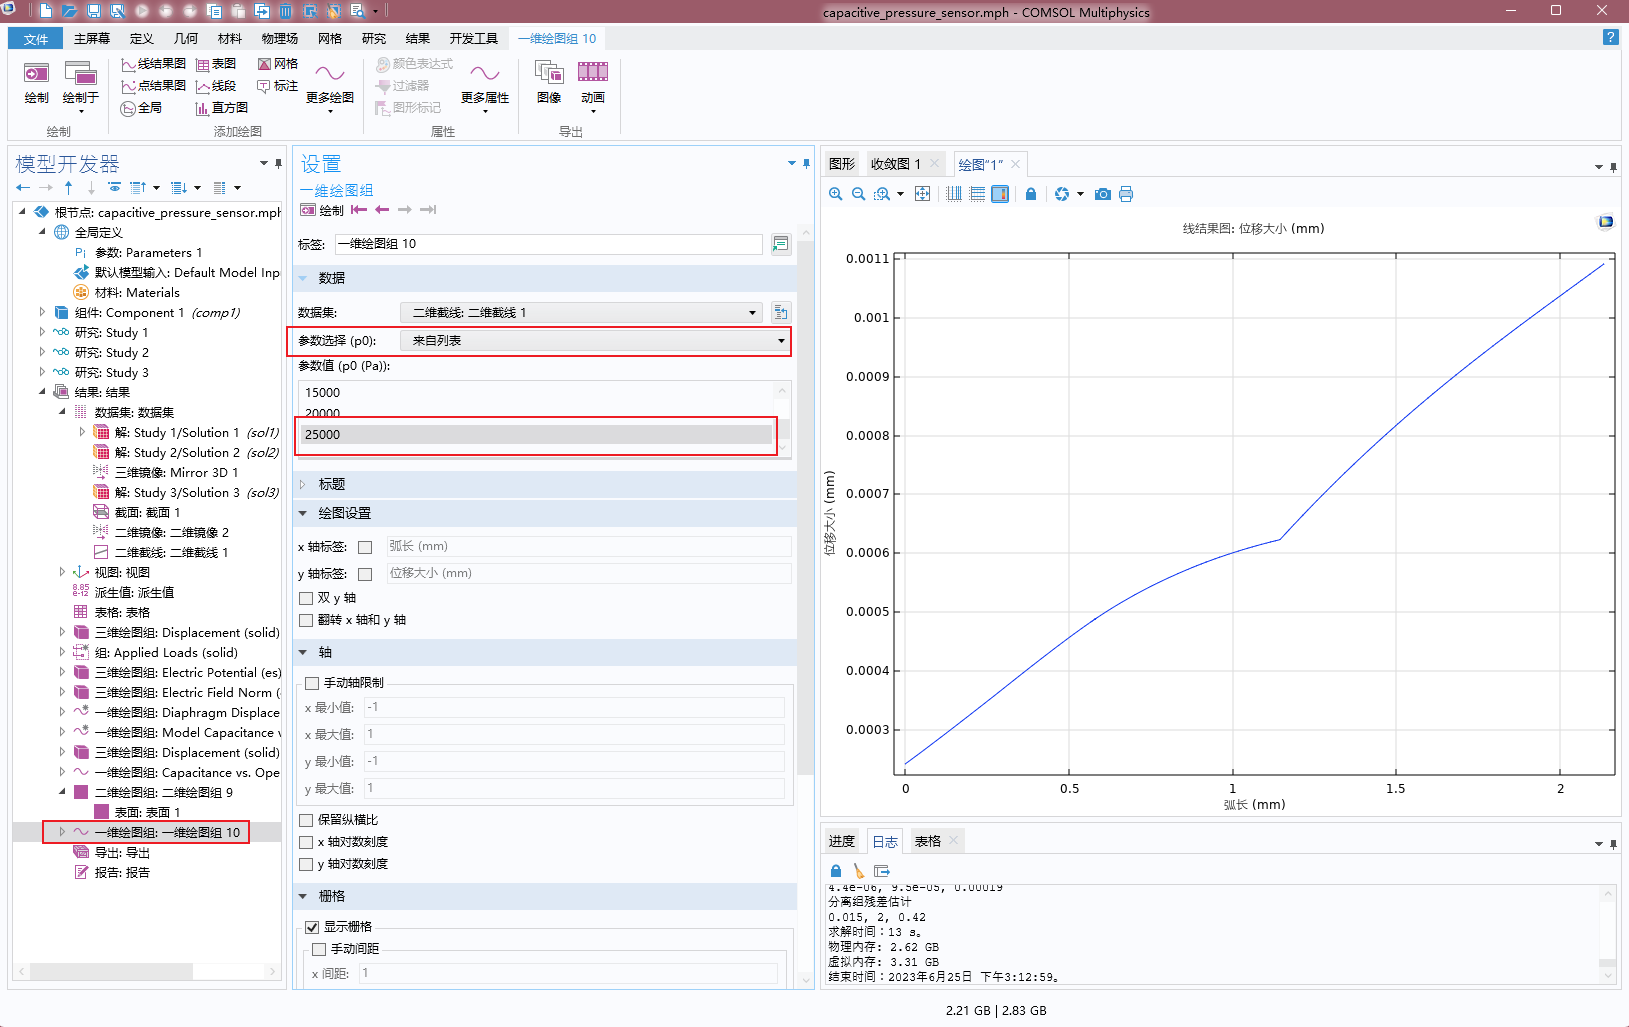 capacitive_pressure_sensor.mph - COMSOL Multiphysics
文件 主屏幕 定义 几何 材料 物理场 网格 研究 结果 开发工具 一维绘图组 10 ?
绘制
绘制于
绘制
线结果图 表图 网格
点结果图 线段 标注
全局 直方图
更多绘图
添加绘图
颜色表达式
过滤器
图形标记
更多属性
属性
图像
动画
导出
模型开发器
根节点: capacitive_pressure_sensor.mph
全局定义
Pi 参数: Parameters 1
默认模型输入: Default Model Inp
材料: Materials
组件: Component 1 (comp1)
研究: Study 1
研究: Study 2
研究: Study 3
结果: 结果
数据集: 数据集
解: Study 1/Solution 1 (sol1)
解: Study 2/Solution 2 (sol2)
三维镜像: Mirror 3D 1
解: Study 3/Solution 3 (sol3)
截面: 截面 1
二维镜像: 二维镜像 2
二维截线: 二维截线 1
视图: 视图
8.85
e-12
派生值: 派生值
表格: 表格
三维绘图组: Displacement (solid)
组: Applied Loads (solid)
三维绘图组: Electric Potential (es)
三维绘图组: Electric Field Norm (
一维绘图组: Diaphragm Displace
一维绘图组: Model Capacitance v
三维绘图组: Displacement (solid)
一维绘图组: Capacitance vs. Ope
二维绘图组: 二维绘图组 9
表面: 表面 1
一维绘图组: 一维绘图组 10
导出: 导出
报告: 报告
设置
一维绘图组
绘制
标签: 一维绘图组 10
数据
数据集: 二维截线: 二维截线 1
参数选择 (p0): 来自列表
参数值 (p0 (Pa)):
15000
20000
25000
标题
绘图设置
x 轴标签: 弧长 (mm)
y 轴标签: 位移大小 (mm)
双 y 轴
翻转 x 轴和 y 轴
轴
手动轴限制
x 最小值: -1
x 最大值: 1
y 最小值: -1
y 最大值: 1
保留纵横比
x 轴对数刻度
y 轴对数刻度
栅格
显示栅格
手动间距
x 间距: 1
图形 收敛图 1 绘图“1”
线结果图: 位移大小 (mm)
0.0011
0.001
0.0009
0.0008
0.0007
0.0006
0.0005
0.0004
0.0003
位移大小 (mm)
0 0.5 1 1.5 2
弧长 (mm)
进度 日志 表格
4.4e-06, 9.5e-05, 0.00019
分离组残差估计
0.015, 2, 0.42
求解时间：13 s。
物理内存: 2.62 GB
虚拟内存: 3.31 GB
结束时间：2023年6月25日 下午3:12:59。
2.21 GB | 2.83 GB